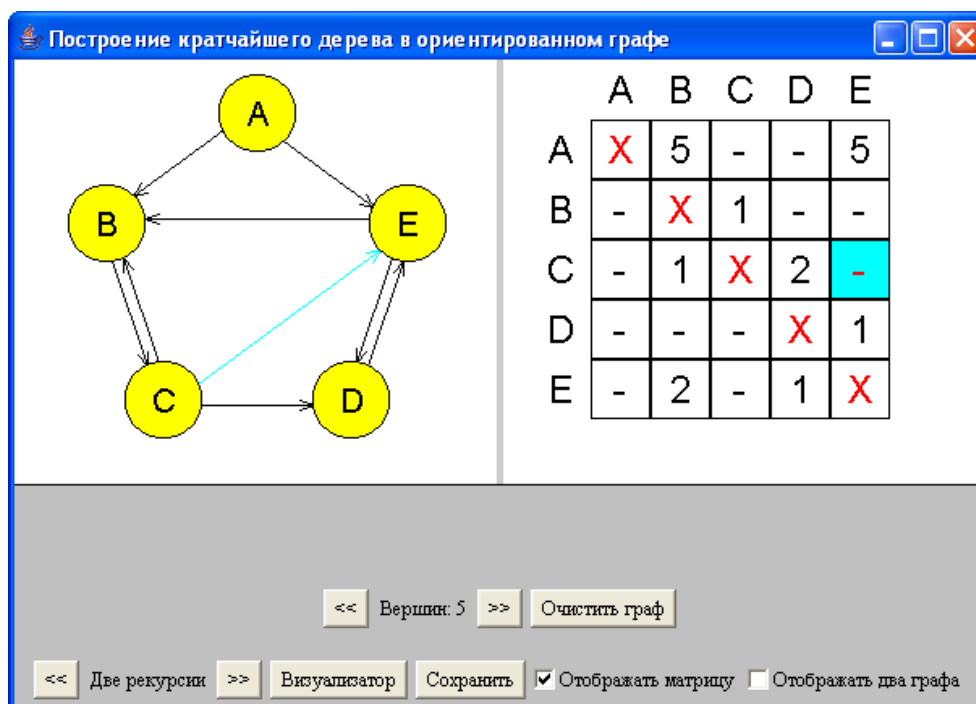 Построение кратчайшего дерева в ориентированном графе
A
B
E
C
D
A B C D E
A X 5 - - 5
B - X 1 - -
C - 1 X 2 -
D - - - X 1
E - 2 - 1 X
<< Вершин: 5 >> Очистить граф
<< Две рекурсии >> Визуализатор Сохранить Отображать матрицу Отображать два графа